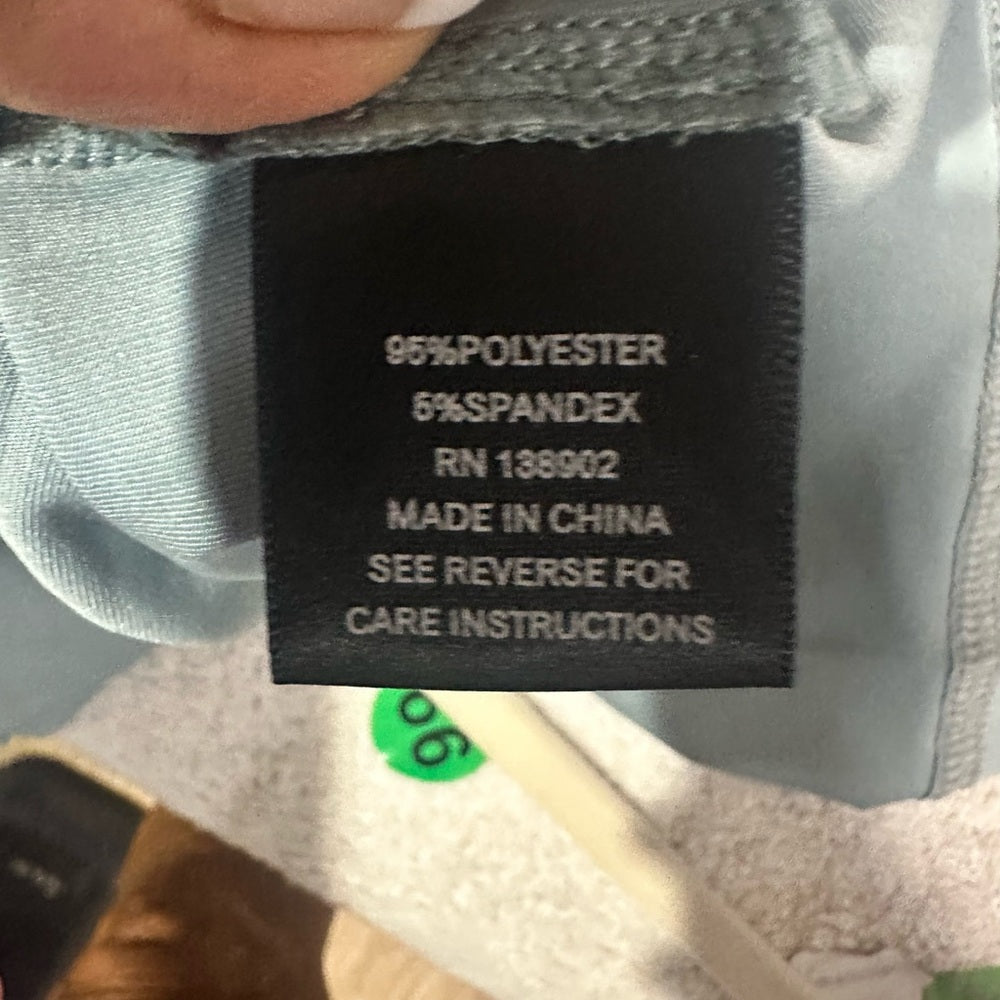 95%POLYESTER
5%SPANDEX
RN 138902
MADE IN CHINA
SEE REVERSE FOR
CARE INSTRUCTIONS